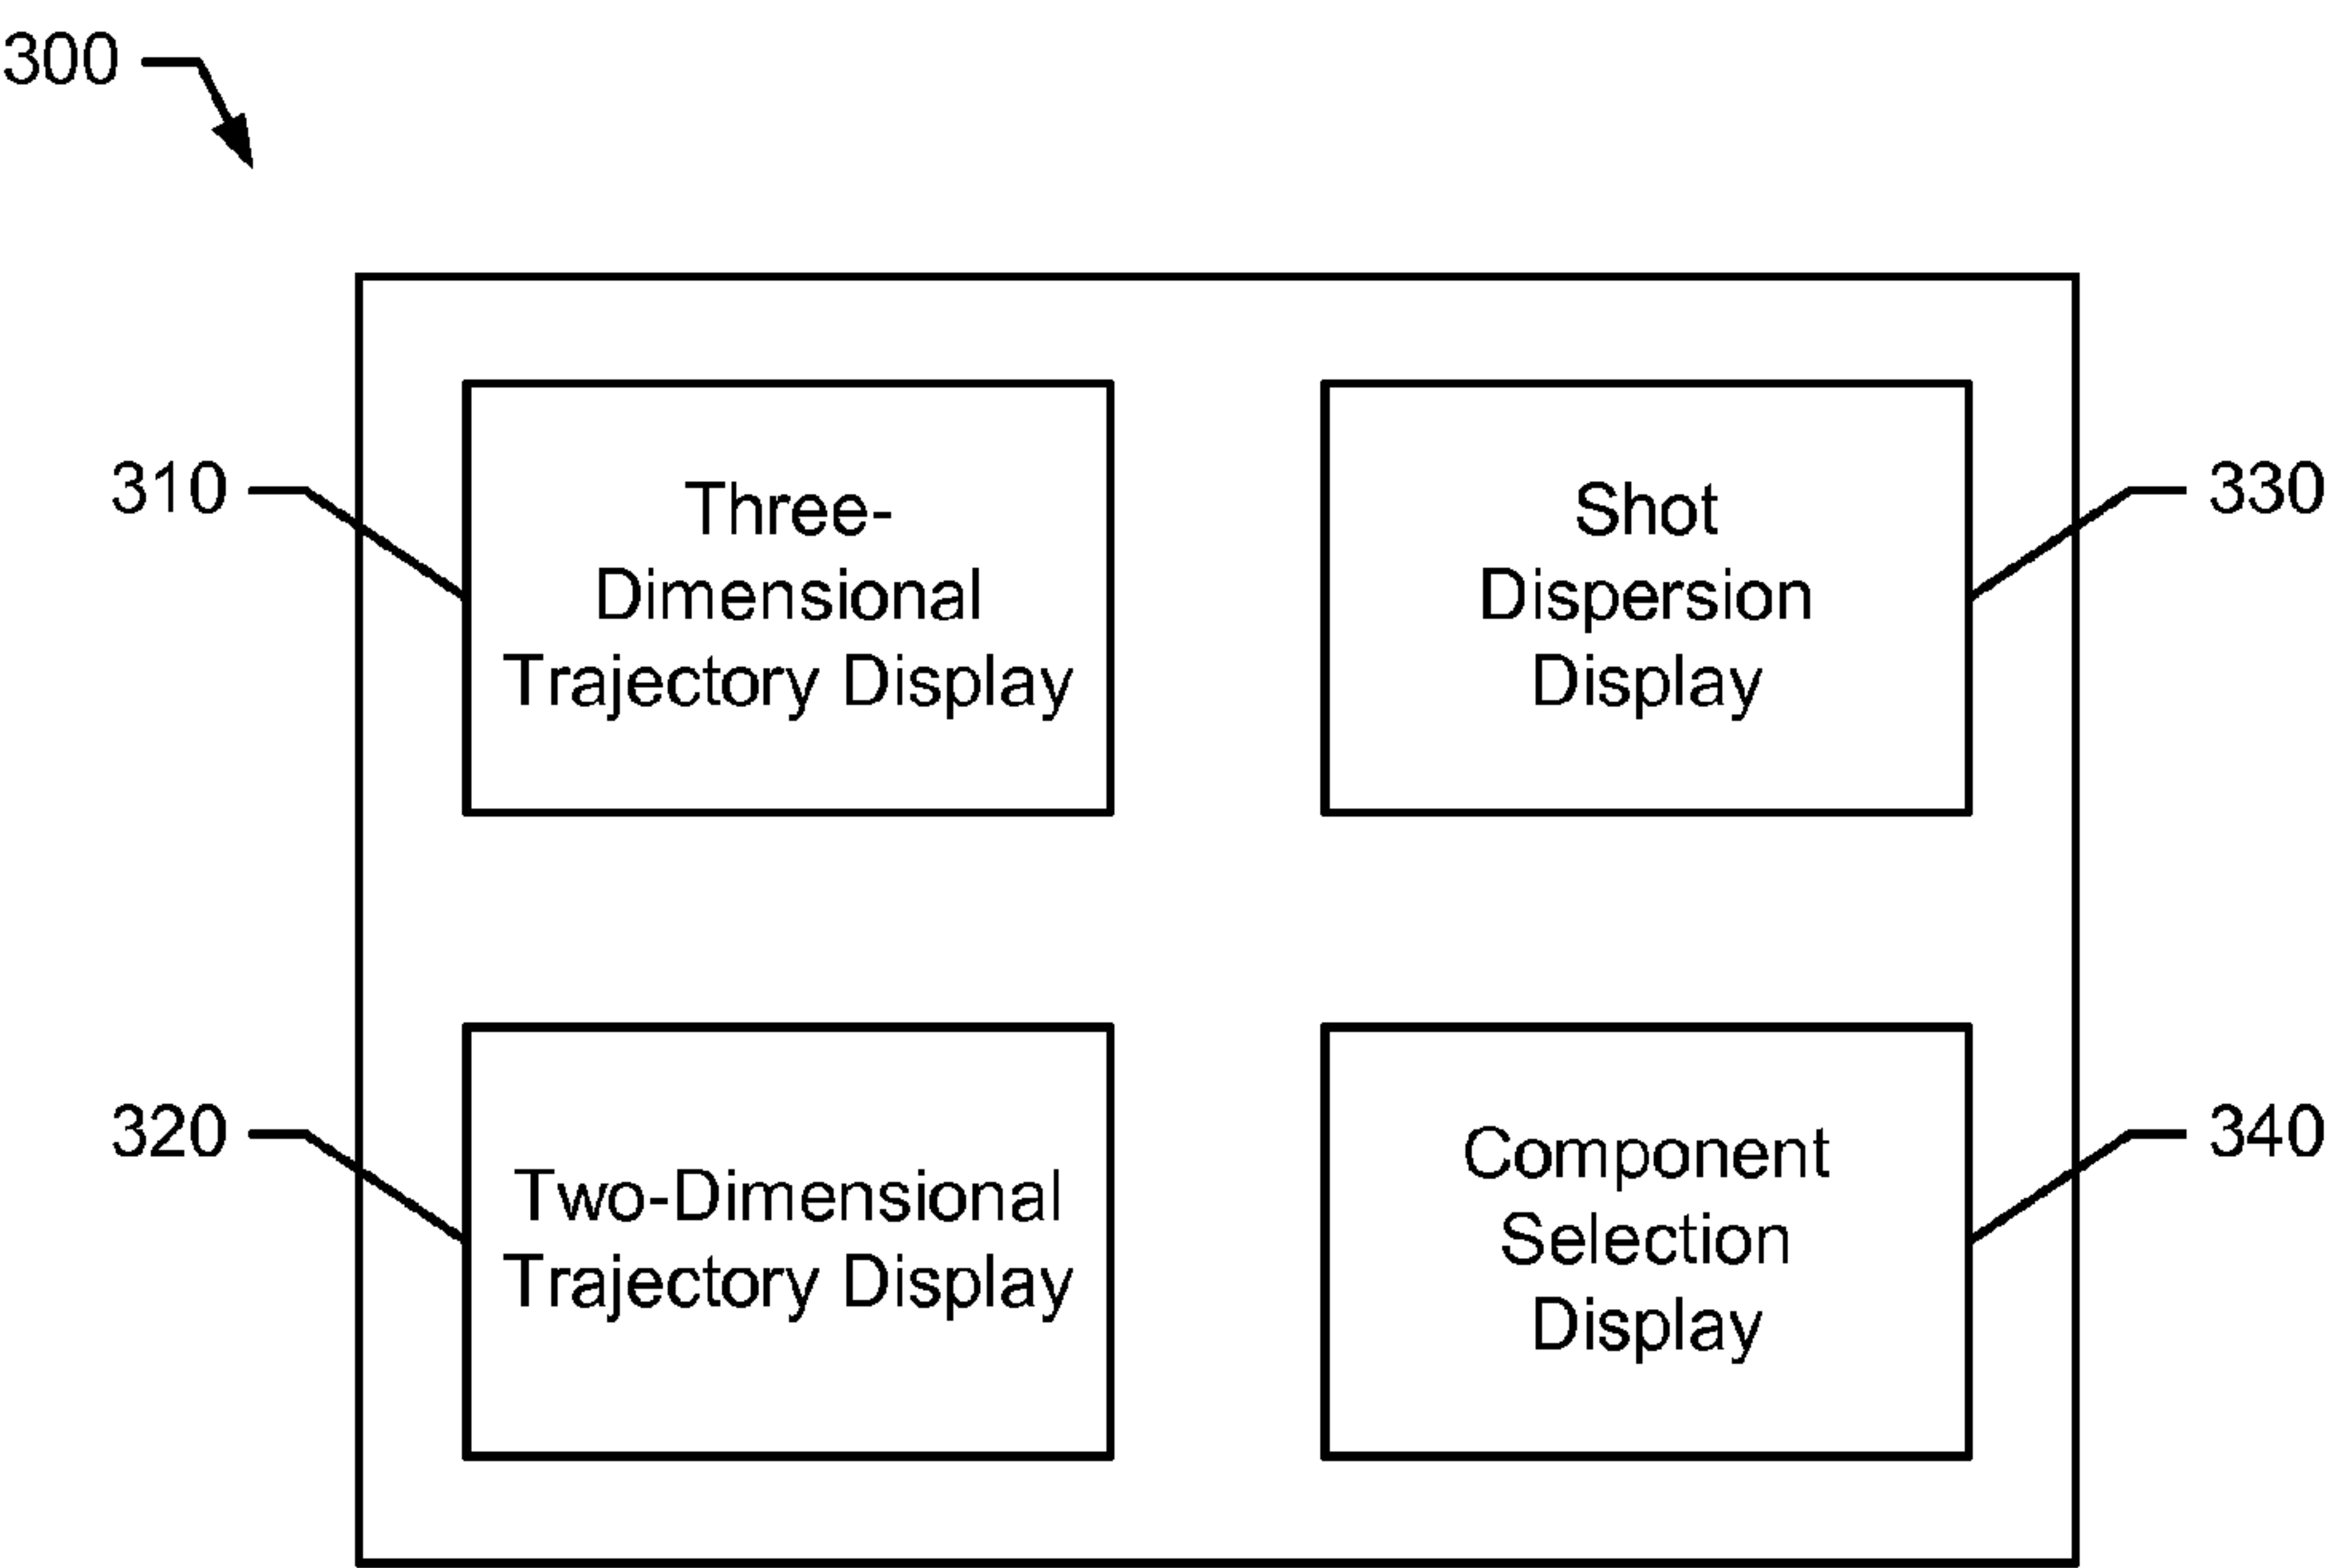 300
310
Three-
Dimensional
Trajectory Display
Shot
Dispersion
Display
330
320
Two-Dimensional
Trajectory Display
Component
Selection
Display
340